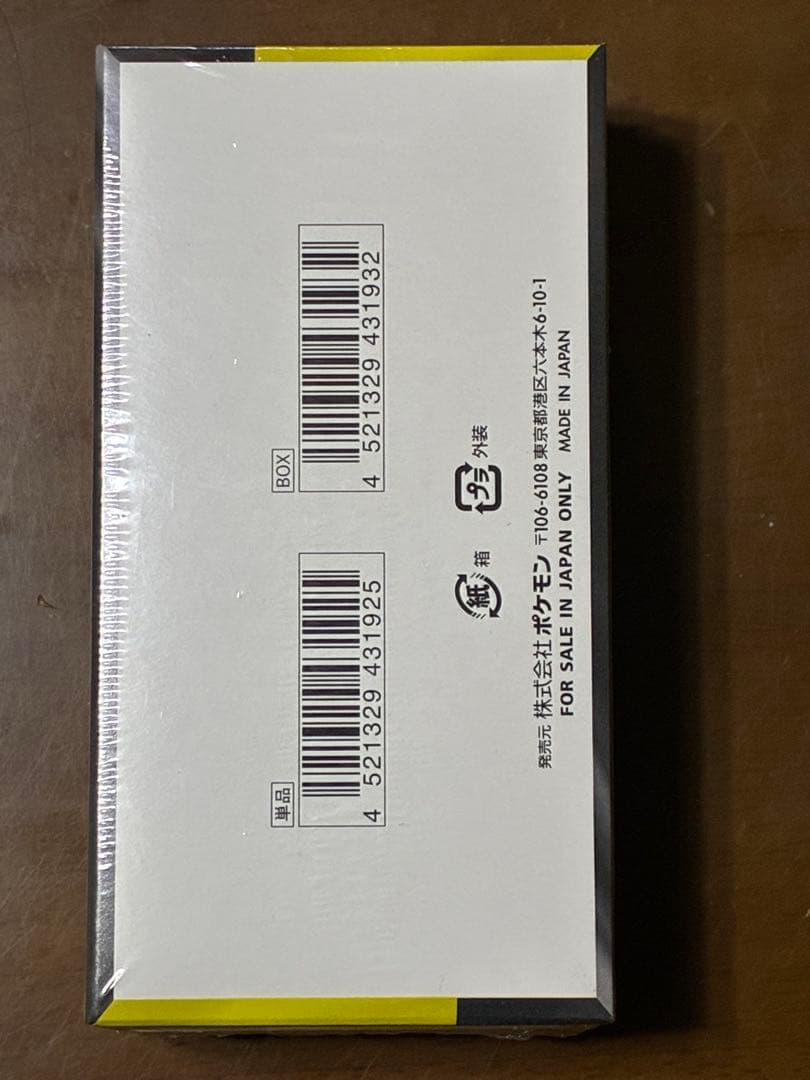 単品
4 521329 431925
BOX
4 521329 431932
紙 箱
プラ 外装
発売元 株式会社ポケモン 〒106-6108 東京都港区六本木6-10-1
FOR SALE IN JAPAN ONLY MADE IN JAPAN